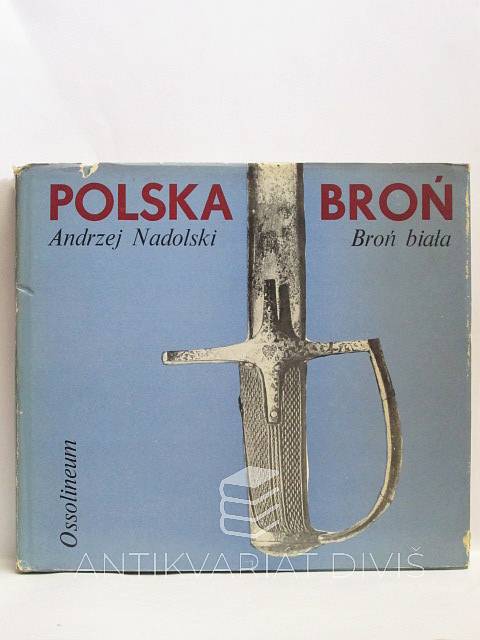 POLSKA BROŃ
Andrzej Nadolski Broń biała
Ossolineum
ANTIKVARIAT DIVIŠ